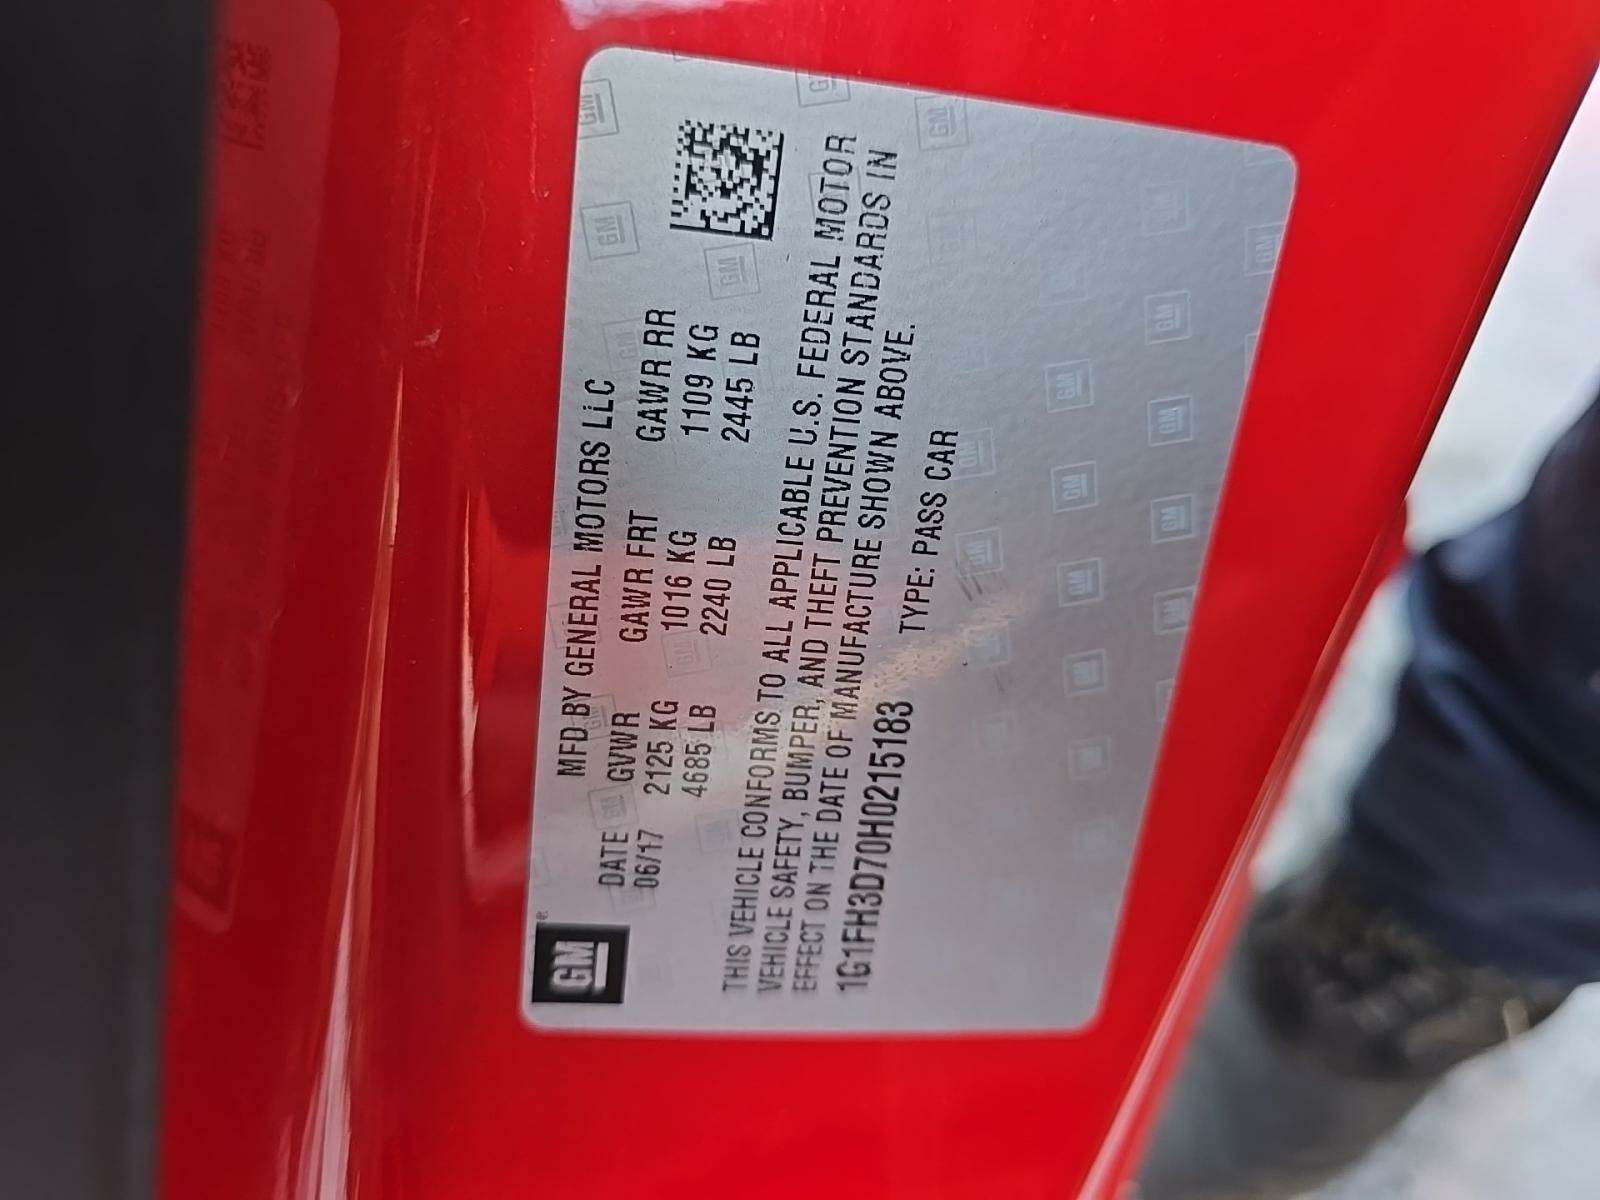 GM
MFD BY GENERAL MOTORS LLC
DATE GVWR GAWR FRT GAWR RR
06/17 2125 KG 1016 KG 1109 KG
4685 LB 2240 LB 2445 LB
THIS VEHICLE CONFORMS TO ALL APPLICABLE U.S. FEDERAL MOTOR
VEHICLE SAFETY, BUMPER, AND THEFT PREVENTION STANDARDS IN
EFFECT ON THE DATE OF MANUFACTURE SHOWN ABOVE.
1G1FH3D70H0215183 TYPE: PASS CAR